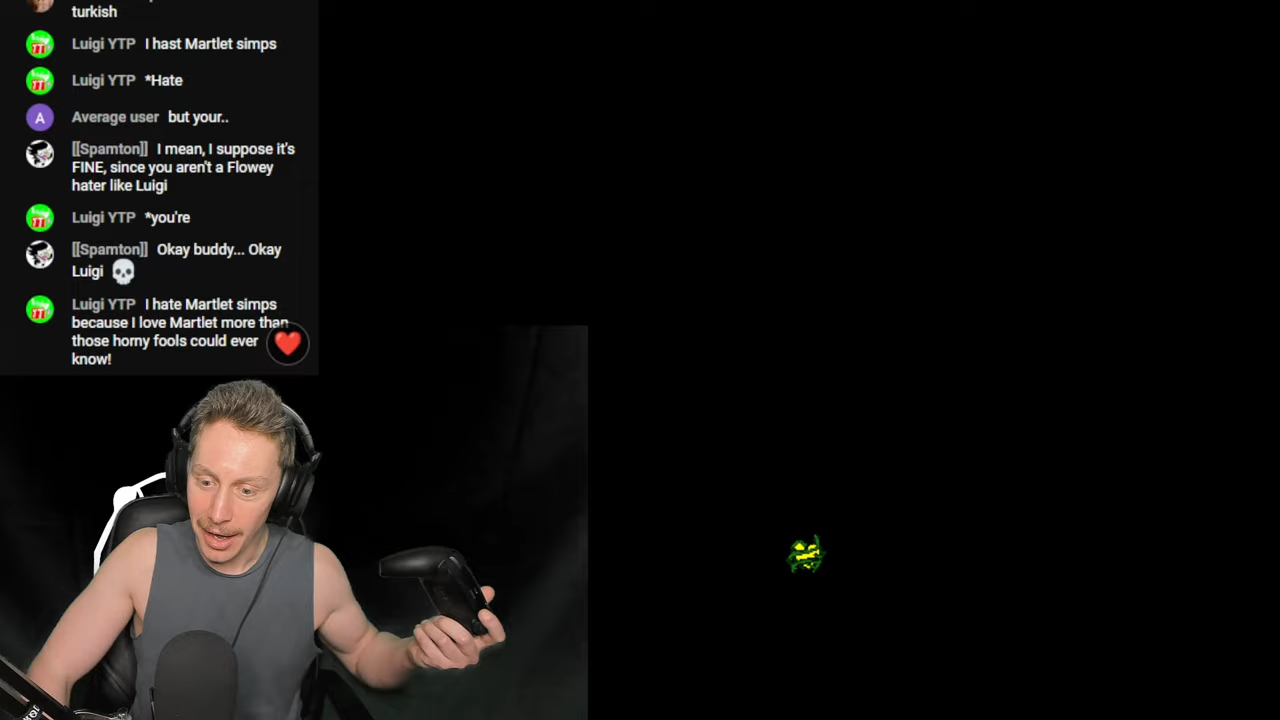 turkish
Luigi YTP I hast Martlet simps
Luigi YTP *Hate
A Average user but your..
[[Spamton]] I mean, I suppose it's
FINE, since you aren't a Flowey
hater like Luigi
Luigi YTP *you're
[[Spamton]] Okay buddy... Okay
Luigi 💀
Luigi YTP I hate Martlet simps
because I love Martlet more than
those horny fools could ever
know!